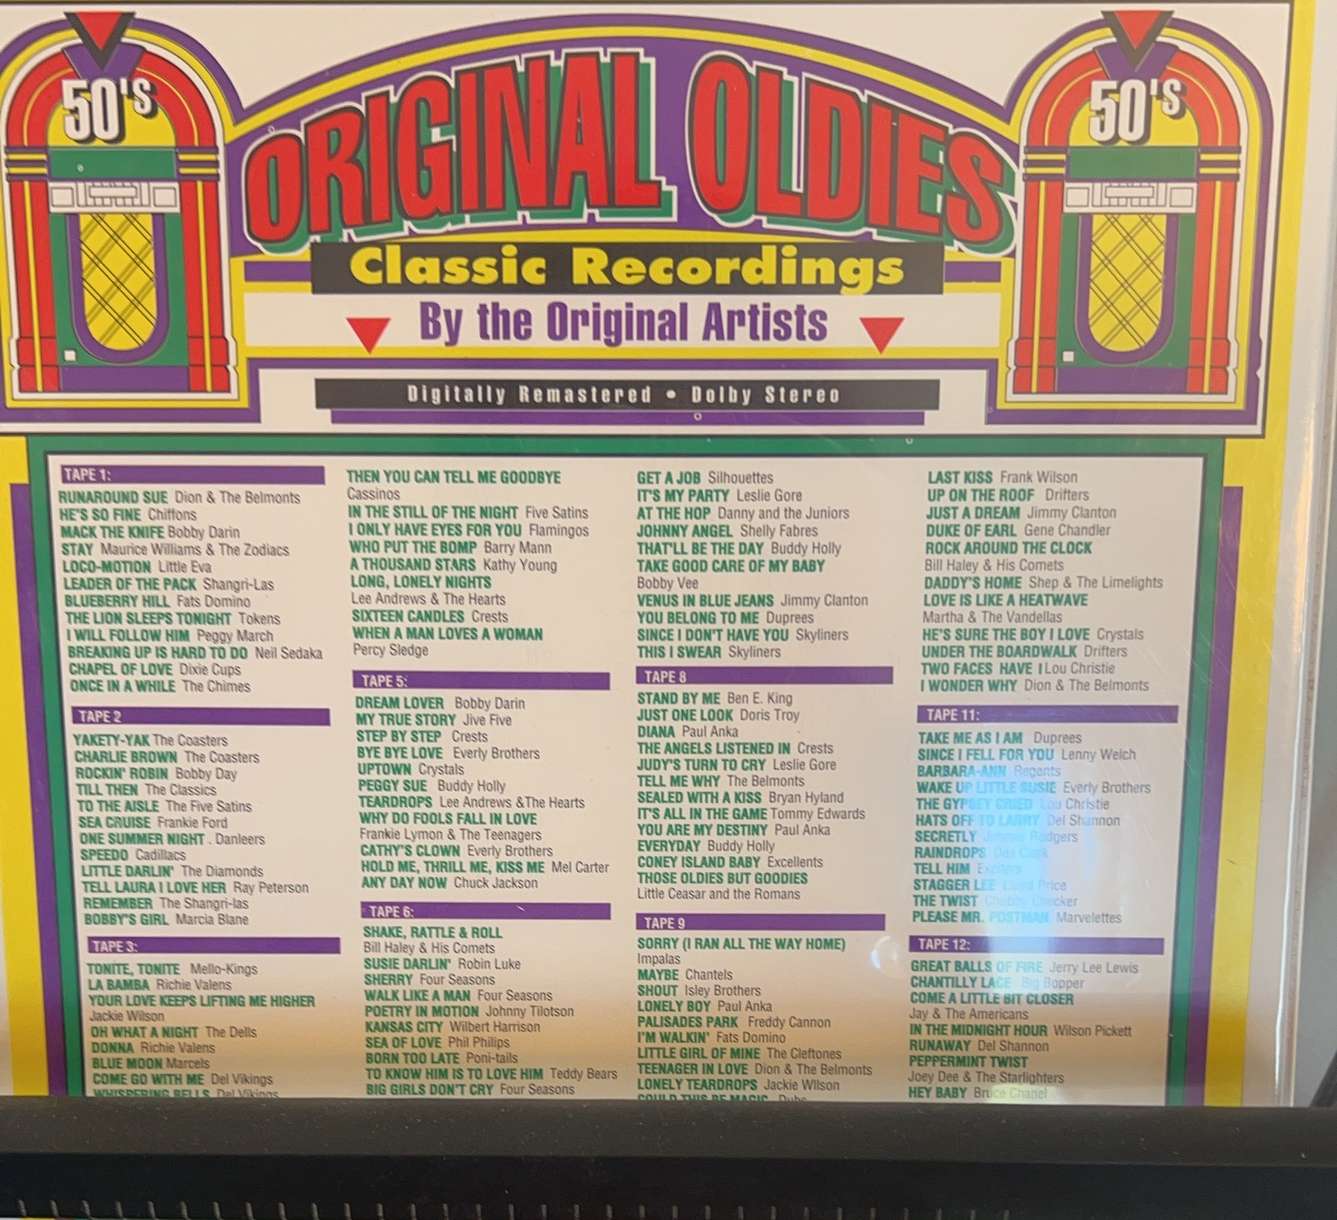 50's
50's
ORIGINAL OLDIES
Classic Recordings
By the Original Artists
Digitally Remastered • Dolby Stereo
TAPE 1:
RUNAROUND SUE Dion & The Belmonts
HE'S SO FINE Chiffons
MACK THE KNIFE Bobby Darin
STAY Maurice Williams & The Zodiacs
LOCO-MOTION Little Eva
LEADER OF THE PACK Shangri-Las
BLUEBERRY HILL Fats Domino
THE LION SLEEPS TONIGHT Tokens
I WILL FOLLOW HIM Peggy March
BREAKING UP IS HARD TO DO Neil Sedaka
CHAPEL OF LOVE Dixie Cups
ONCE IN A WHILE The Chimes
TAPE 2
YAKETY-YAK The Coasters
CHARLIE BROWN The Coasters
ROCKIN' ROBIN Bobby Day
TILL THEN The Classics
TO THE AISLE The Five Satins
SEA CRUISE Frankie Ford
ONE SUMMER NIGHT . Danleers
SPEEDO Cadillacs
LITTLE DARLIN' The Diamonds
TELL LAURA I LOVE HER Ray Peterson
REMEMBER The Shangri-las
BOBBY'S GIRL Marcia Blane
TAPE 3:
TONITE, TONITE Mello-Kings
LA BAMBA Richie Valens
YOUR LOVE KEEPS LIFTING ME HIGHER
Jackie Wilson
OH WHAT A NIGHT The Dells
DONNA Richie Valens
BLUE MOON Marcels
COME GO WITH ME Del Vikings
WHISPERING BELLS Del Vikings
THEN YOU CAN TELL ME GOODBYE
Cassinos
IN THE STILL OF THE NIGHT Five Satins
I ONLY HAVE EYES FOR YOU Flamingos
WHO PUT THE BOMP Barry Mann
A THOUSAND STARS Kathy Young
LONG, LONELY NIGHTS
Lee Andrews & The Hearts
SIXTEEN CANDLES Crests
WHEN A MAN LOVES A WOMAN
Percy Sledge
TAPE 5:
DREAM LOVER Bobby Darin
MY TRUE STORY Jive Five
STEP BY STEP Crests
BYE BYE LOVE Everly Brothers
UPTOWN Crystals
PEGGY SUE Buddy Holly
TEARDROPS Lee Andrews &The Hearts
WHY DO FOOLS FALL IN LOVE
Frankie Lymon & The Teenagers
CATHY'S CLOWN Everly Brothers
HOLD ME, THRILL ME, KISS ME Mel Carter
ANY DAY NOW Chuck Jackson
TAPE 6:
SHAKE, RATTLE & ROLL
Bill Haley & His Comets
SUSIE DARLIN' Robin Luke
SHERRY Four Seasons
WALK LIKE A MAN Four Seasons
POETRY IN MOTION Johnny Tilotson
KANSAS CITY Wilbert Harrison
SEA OF LOVE Phil Philips
BORN TOO LATE Poni-tails
TO KNOW HIM IS TO LOVE HIM Teddy Bears
BIG GIRLS DON'T CRY Four Seasons
GET A JOB Silhouettes
IT'S MY PARTY Leslie Gore
AT THE HOP Danny and the Juniors
JOHNNY ANGEL Shelly Fabres
THAT'LL BE THE DAY Buddy Holly
TAKE GOOD CARE OF MY BABY
Bobby Vee
VENUS IN BLUE JEANS Jimmy Clanton
YOU BELONG TO ME Duprees
SINCE I DON'T HAVE YOU Skyliners
THIS I SWEAR Skyliners
TAPE 8
STAND BY ME Ben E. King
JUST ONE LOOK Doris Troy
DIANA Paul Anka
THE ANGELS LISTENED IN Crests
JUDY'S TURN TO CRY Leslie Gore
TELL ME WHY The Belmonts
SEALED WITH A KISS Bryan Hyland
IT'S ALL IN THE GAME Tommy Edwards
YOU ARE MY DESTINY Paul Anka
EVERYDAY Buddy Holly
CONEY ISLAND BABY Excellents
THOSE OLDIES BUT GOODIES
Little Ceasar and the Romans
TAPE 9
SORRY (I RAN ALL THE WAY HOME)
Impalas
MAYBE Chantels
SHOUT Isley Brothers
LONELY BOY Paul Anka
PALISADES PARK Freddy Cannon
I'M WALKIN' Fats Domino
LITTLE GIRL OF MINE The Cleftones
TEENAGER IN LOVE Dion & The Belmonts
LONELY TEARDROPS Jackie Wilson
COULD THIS BE MAGIC Dubs
LAST KISS Frank Wilson
UP ON THE ROOF Drifters
JUST A DREAM Jimmy Clanton
DUKE OF EARL Gene Chandler
ROCK AROUND THE CLOCK
Bill Haley & His Comets
DADDY'S HOME Shep & The Limelights
LOVE IS LIKE A HEATWAVE
Martha & The Vandellas
HE'S SURE THE BOY I LOVE Crystals
UNDER THE BOARDWALK Drifters
TWO FACES HAVE I Lou Christie
I WONDER WHY Dion & The Belmonts
TAPE 11:
TAKE ME AS I AM Duprees
SINCE I FELL FOR YOU Lenny Welch
BARBARA-ANN Regents
WAKE UP LITTLE SUSIE Everly Brothers
THE GYPSEY CRIED Lou Christie
HATS OFF TO LARRY Del Shannon
SECRETLY Jimmie Rodgers
RAINDROPS Dee Clark
TELL HIM Exciters
STAGGER LEE Lloyd Price
THE TWIST Chubby Checker
PLEASE MR. POSTMAN Marvelettes
TAPE 12:
GREAT BALLS OF FIRE Jerry Lee Lewis
CHANTILLY LACE Big Bopper
COME A LITTLE BIT CLOSER
Jay & The Americans
IN THE MIDNIGHT HOUR Wilson Pickett
RUNAWAY Del Shannon
PEPPERMINT TWIST
Joey Dee & The Starlighters
HEY BABY Bruce Chanel